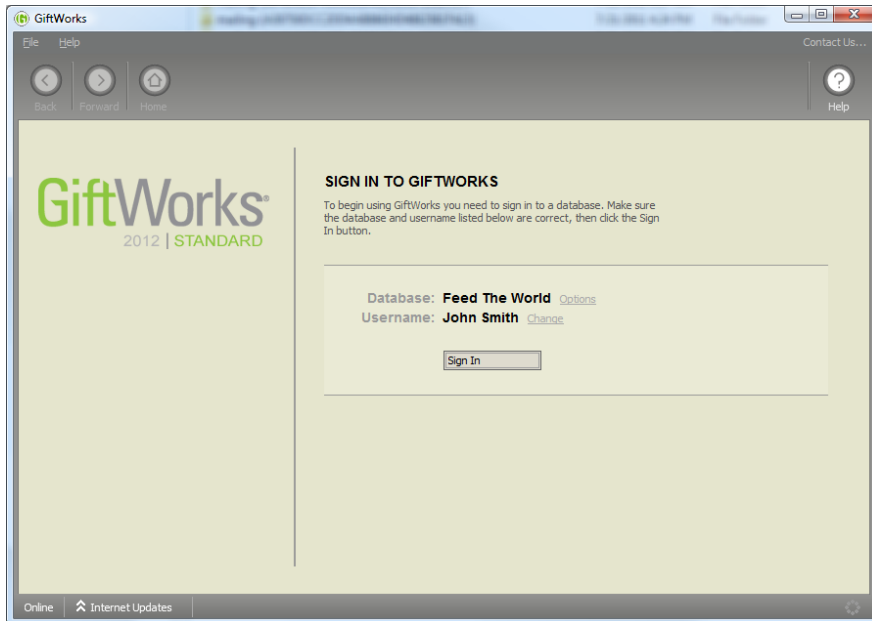 GiftWorks
File Help
Contact Us...
Back Forward Home
Help
GiftWorks®
2012 | STANDARD
SIGN IN TO GIFTWORKS
To begin using GiftWorks you need to sign in to a database. Make sure
the database and username listed below are correct, then click the Sign
In button.
Database: Feed The World Options
Username: John Smith Change
Sign In
Online Internet Updates